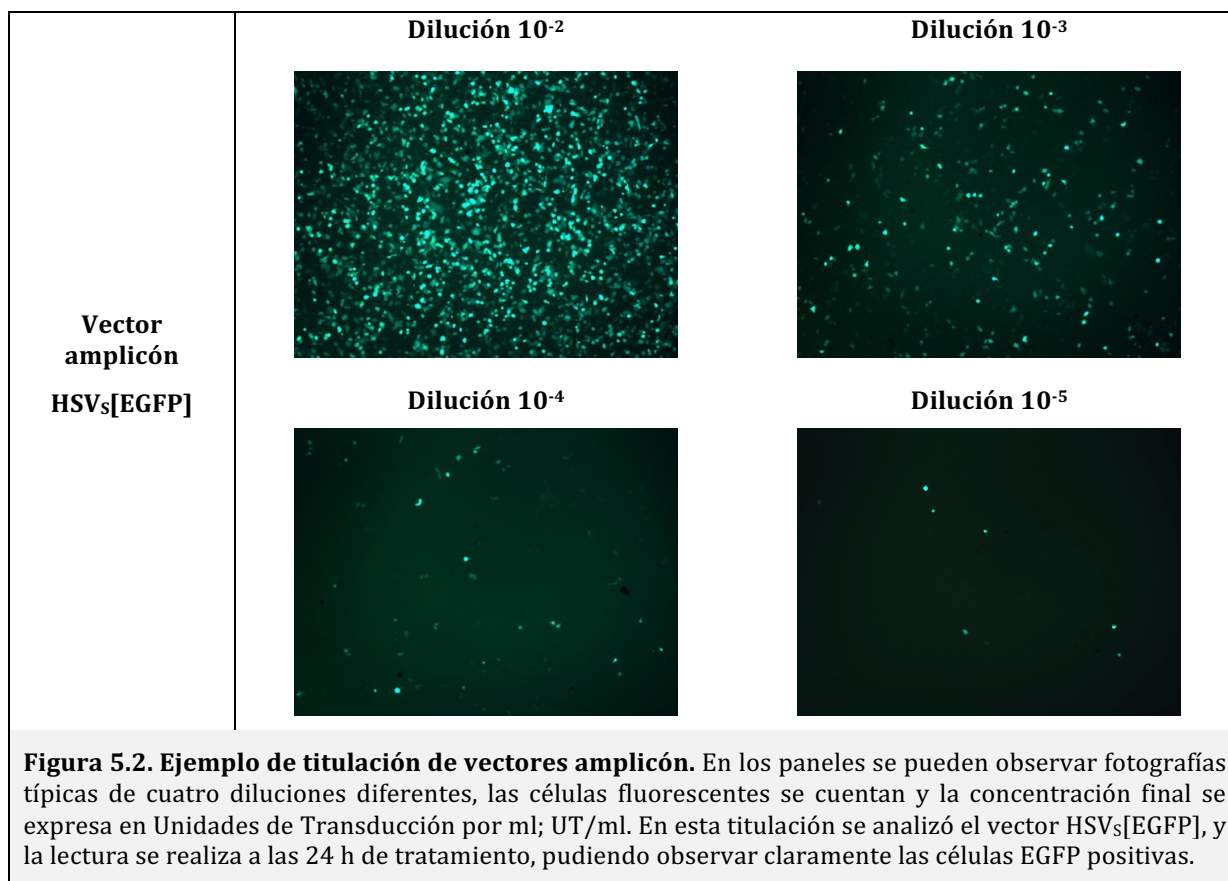 Dilución 10-2
Dilución 10-3
Vector
amplicón
HSVS[EGFP]
Dilución 10-4
Dilución 10-5
Figura 5.2. Ejemplo de titulación de vectores amplicón. En los paneles se pueden observar fotografías
típicas de cuatro diluciones diferentes, las células fluorescentes se cuentan y la concentración final se
expresa en Unidades de Transducción por ml; UT/ml. En esta titulación se analizó el vector HSVS[EGFP], y
la lectura se realiza a las 24 h de tratamiento, pudiendo observar claramente las células EGFP positivas.